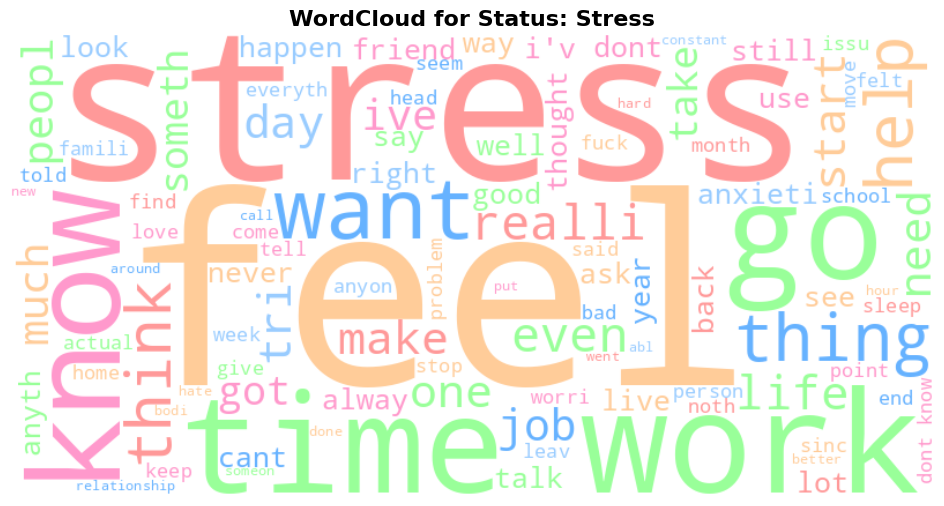 WordCloud for Status: Stress
look
happen
friend
way
i'v
dont
constant
still
issu
peopl
stress
seem
everyth
head
day
ive
say
well
thought
fuck
hard
take
use
month
start
move
felt
help
someth
famili
told
new
find
know
want
right
good
realli
anxieti
school
need
love
call
come
tell
feel
go
around
never
much
think
anyon
problem
said
ask
put
bad
year
back
see
hour
sleep
tri
week
actual
make
even
went
abl
thing
home
give
stop
point
anyth
hate
got
alway
one
worri
live
person
noth
life
end
bodi
done
time
job
work
dont know
cant
leav
keep
someon
talk
sinc
better
lot
relationship